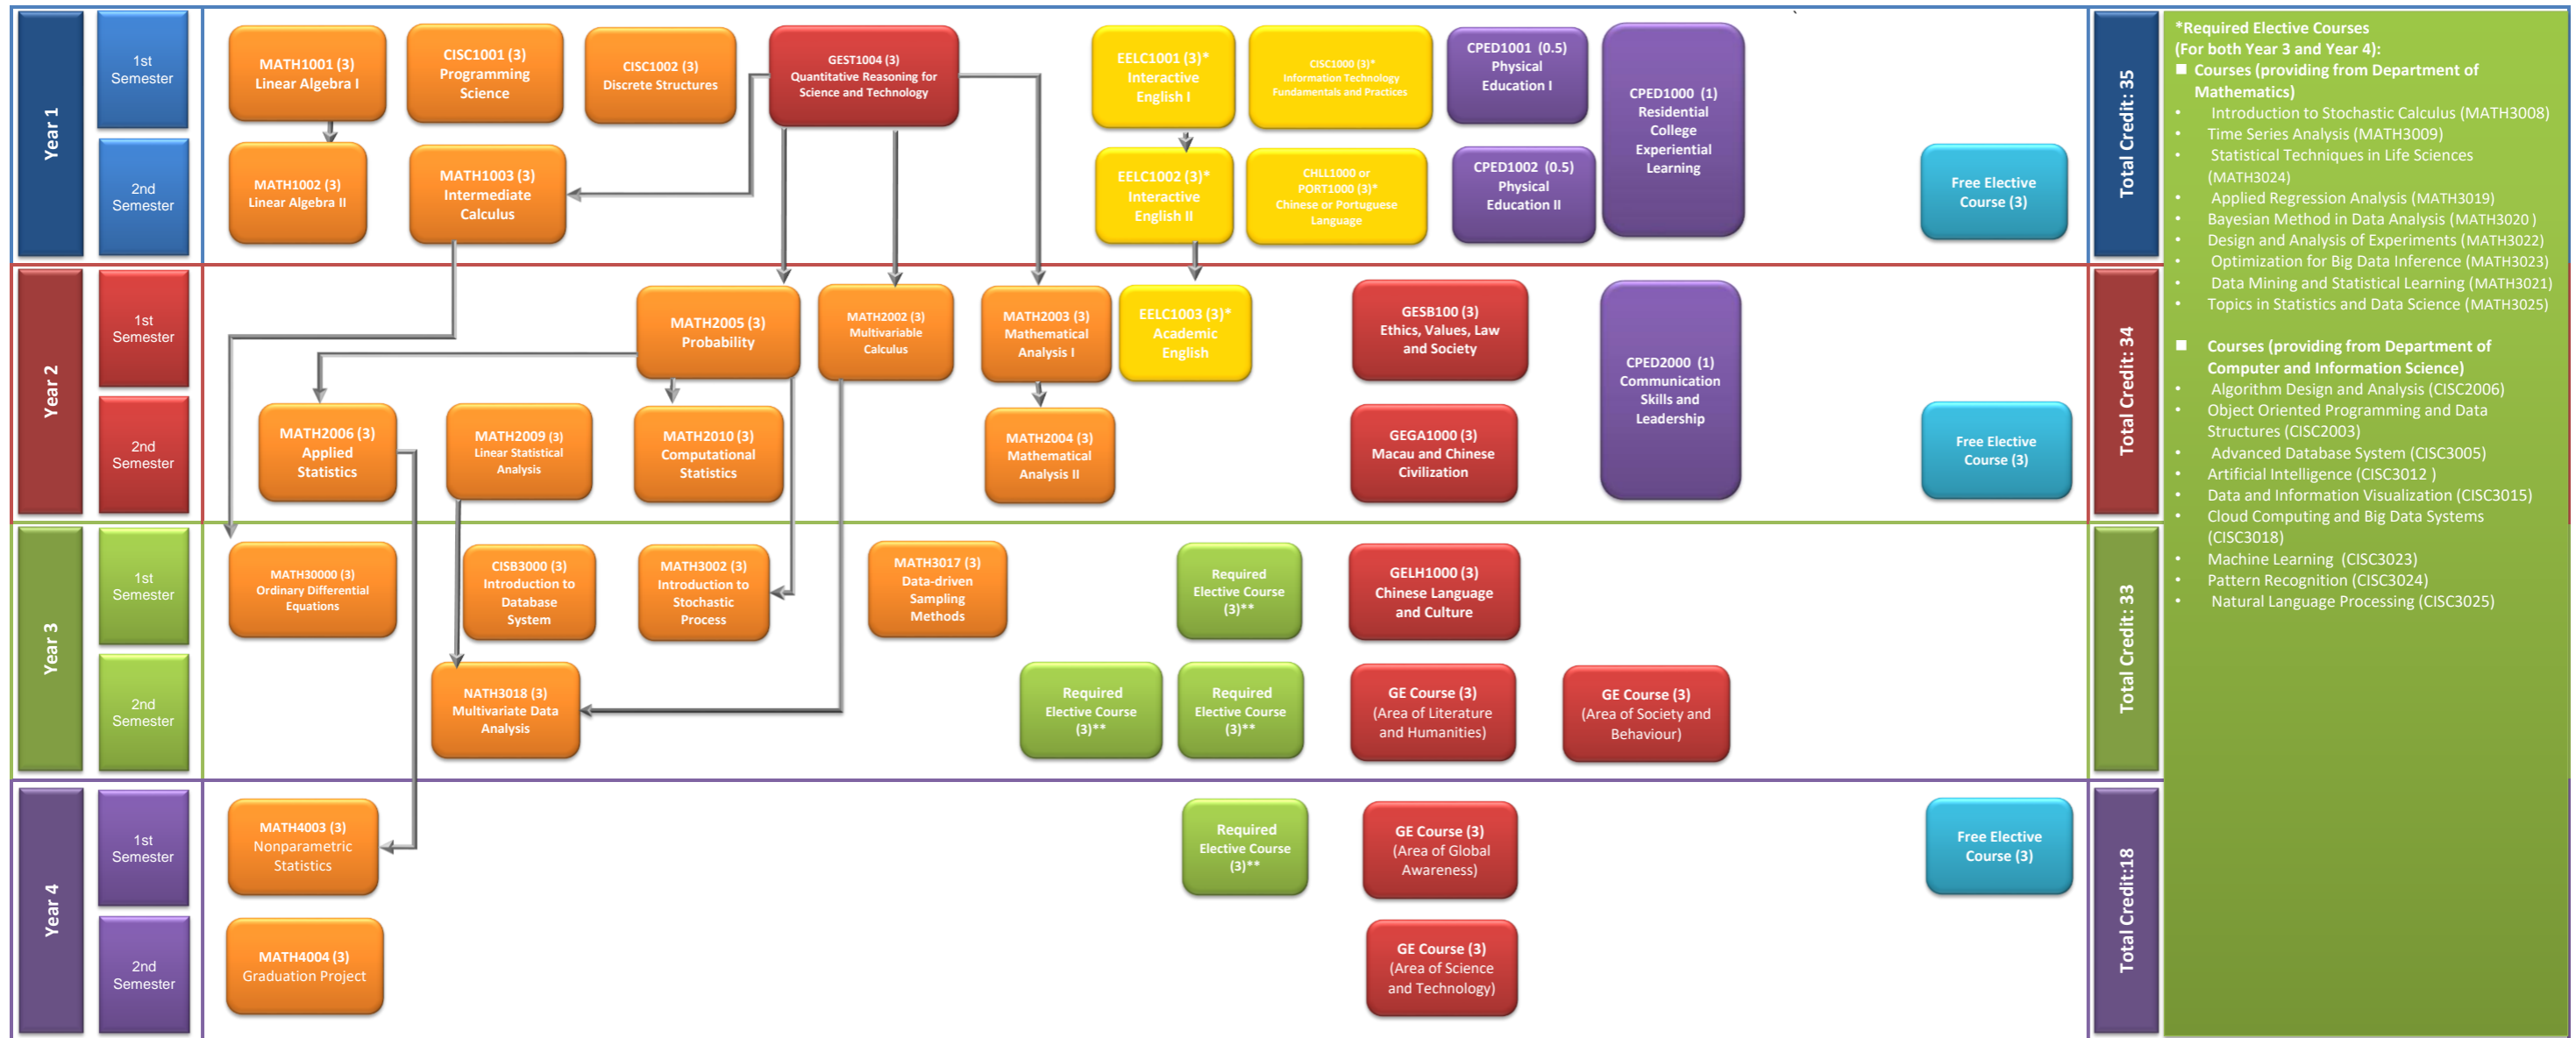 Year 1
1st
Semester
MATH1001 (3)
Linear Algebra I
CISC1001 (3)
Programming
Science
CISC1002 (3)
Discrete Structures
GEST1004 (3)
Quantitative Reasoning for
Science and Technology
EELC1001 (3)*
Interactive
English I
CISC1000 (3)*
Information Technology
Fundamentals and Practices
CPED1001 (0.5)
Physical
Education I
CPED1000 (1)
Residential
College
Experiential
Learning
2nd
Semester
MATH1002 (3)
Linear Algebra II
MATH1003 (3)
Intermediate
Calculus
EELC1002 (3)*
Interactive
English II
CHLL1000 or
PORT1000 (3)*
Chinese or Portuguese
Language
CPED1002 (0.5)
Physical
Education II
Free Elective
Course (3)
Total Credit: 35
Year 2
1st
Semester
MATH2005 (3)
Probability
MATH2002 (3)
Multivariable
Calculus
MATH2003 (3)
Mathematical
Analysis I
EELC1003 (3)*
Academic
English
GESB100 (3)
Ethics, Values, Law
and Society
CPED2000 (1)
Communication
Skills and
Leadership
2nd
Semester
MATH2006 (3)
Applied
Statistics
MATH2009 (3)
Linear Statistical
Analysis
MATH2010 (3)
Computational
Statistics
MATH2004 (3)
Mathematical
Analysis II
GEGA1000 (3)
Macau and Chinese
Civilization
Free Elective
Course (3)
Total Credit: 34
Year 3
1st
Semester
MATH30000 (3)
Ordinary Differential
Equations
CISB3000 (3)
Introduction to
Database
System
MATH3002 (3)
Introduction to
Stochastic
Process
MATH3017 (3)
Data-driven
Sampling
Methods
Required
Elective Course
(3)**
GELH1000 (3)
Chinese Language
and Culture
2nd
Semester
NATH3018 (3)
Multivariate Data
Analysis
Required
Elective Course
(3)**
Required
Elective Course
(3)**
GE Course (3)
(Area of Literature
and Humanities)
GE Course (3)
(Area of Society and
Behaviour)
Total Credit: 33
Year 4
1st
Semester
MATH4003 (3)
Nonparametric
Statistics
Required
Elective Course
(3)**
GE Course (3)
(Area of Global
Awareness)
Free Elective
Course (3)
2nd
Semester
MATH4004 (3)
Graduation Project
GE Course (3)
(Area of Science
and Technology)
Total Credit:18
*Required Elective Courses
(For both Year 3 and Year 4):
■ Courses (providing from Department of
Mathematics)
• Introduction to Stochastic Calculus (MATH3008)
• Time Series Analysis (MATH3009)
• Statistical Techniques in Life Sciences
(MATH3024)
• Applied Regression Analysis (MATH3019)
• Bayesian Method in Data Analysis (MATH3020 )
• Design and Analysis of Experiments (MATH3022)
• Optimization for Big Data Inference (MATH3023)
• Data Mining and Statistical Learning (MATH3021)
• Topics in Statistics and Data Science (MATH3025)
■ Courses (providing from Department of
Computer and Information Science)
• Algorithm Design and Analysis (CISC2006)
• Object Oriented Programming and Data
Structures (CISC2003)
• Advanced Database System (CISC3005)
• Artificial Intelligence (CISC3012 )
• Data and Information Visualization (CISC3015)
• Cloud Computing and Big Data Systems
(CISC3018)
• Machine Learning (CISC3023)
• Pattern Recognition (CISC3024)
• Natural Language Processing (CISC3025)